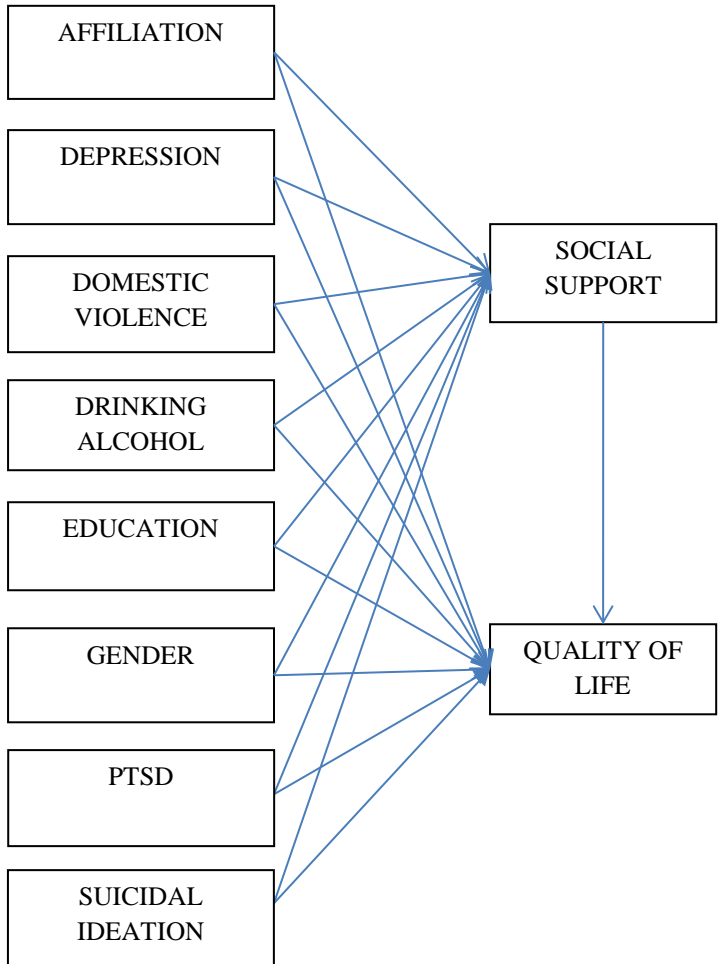 AFFILIATION
DEPRESSION
DOMESTIC
VIOLENCE
DRINKING
ALCOHOL
EDUCATION
GENDER
PTSD
SUICIDAL
IDEATION
SOCIAL
SUPPORT
QUALITY OF
LIFE